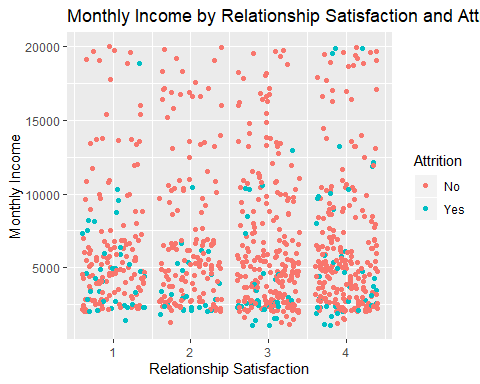 Monthly Income by Relationship Satisfaction and Att
20000
15000
10000
5000
Monthly Income
1 2 3 4
Relationship Satisfaction
Attrition
No
Yes